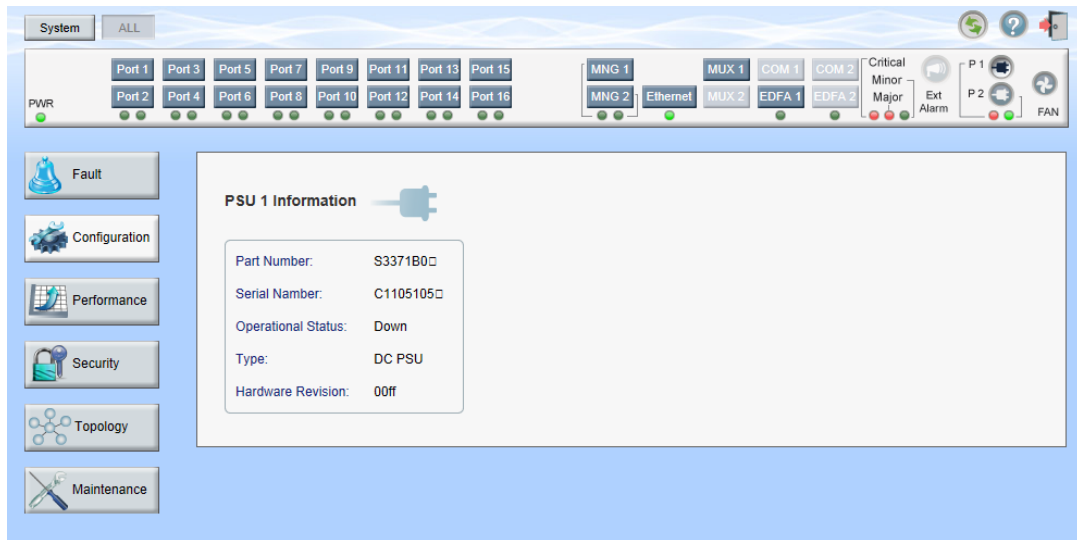 System ALL
Critical
Port 1 Port 3 Port 5 Port 7 Port 9 Port 11 Port 13 Port 15 MNG 1 MUX 1 COM 1 COM 2 P 1
Minor
PWR Port 2 Port 4 Port 6 Port 8 Port 10 Port 12 Port 14 Port 16 MNG 2 Ethernet MUX 2 EDFA 1 EDFA 2 Major Ext Alarm P 2 FAN
Fault
Configuration
Performance
Security
Topology
Maintenance
PSU 1 Information
Part Number: S3371B0□
Serial Namber: C1105105□
Operational Status: Down
Type: DC PSU
Hardware Revision: 00ff